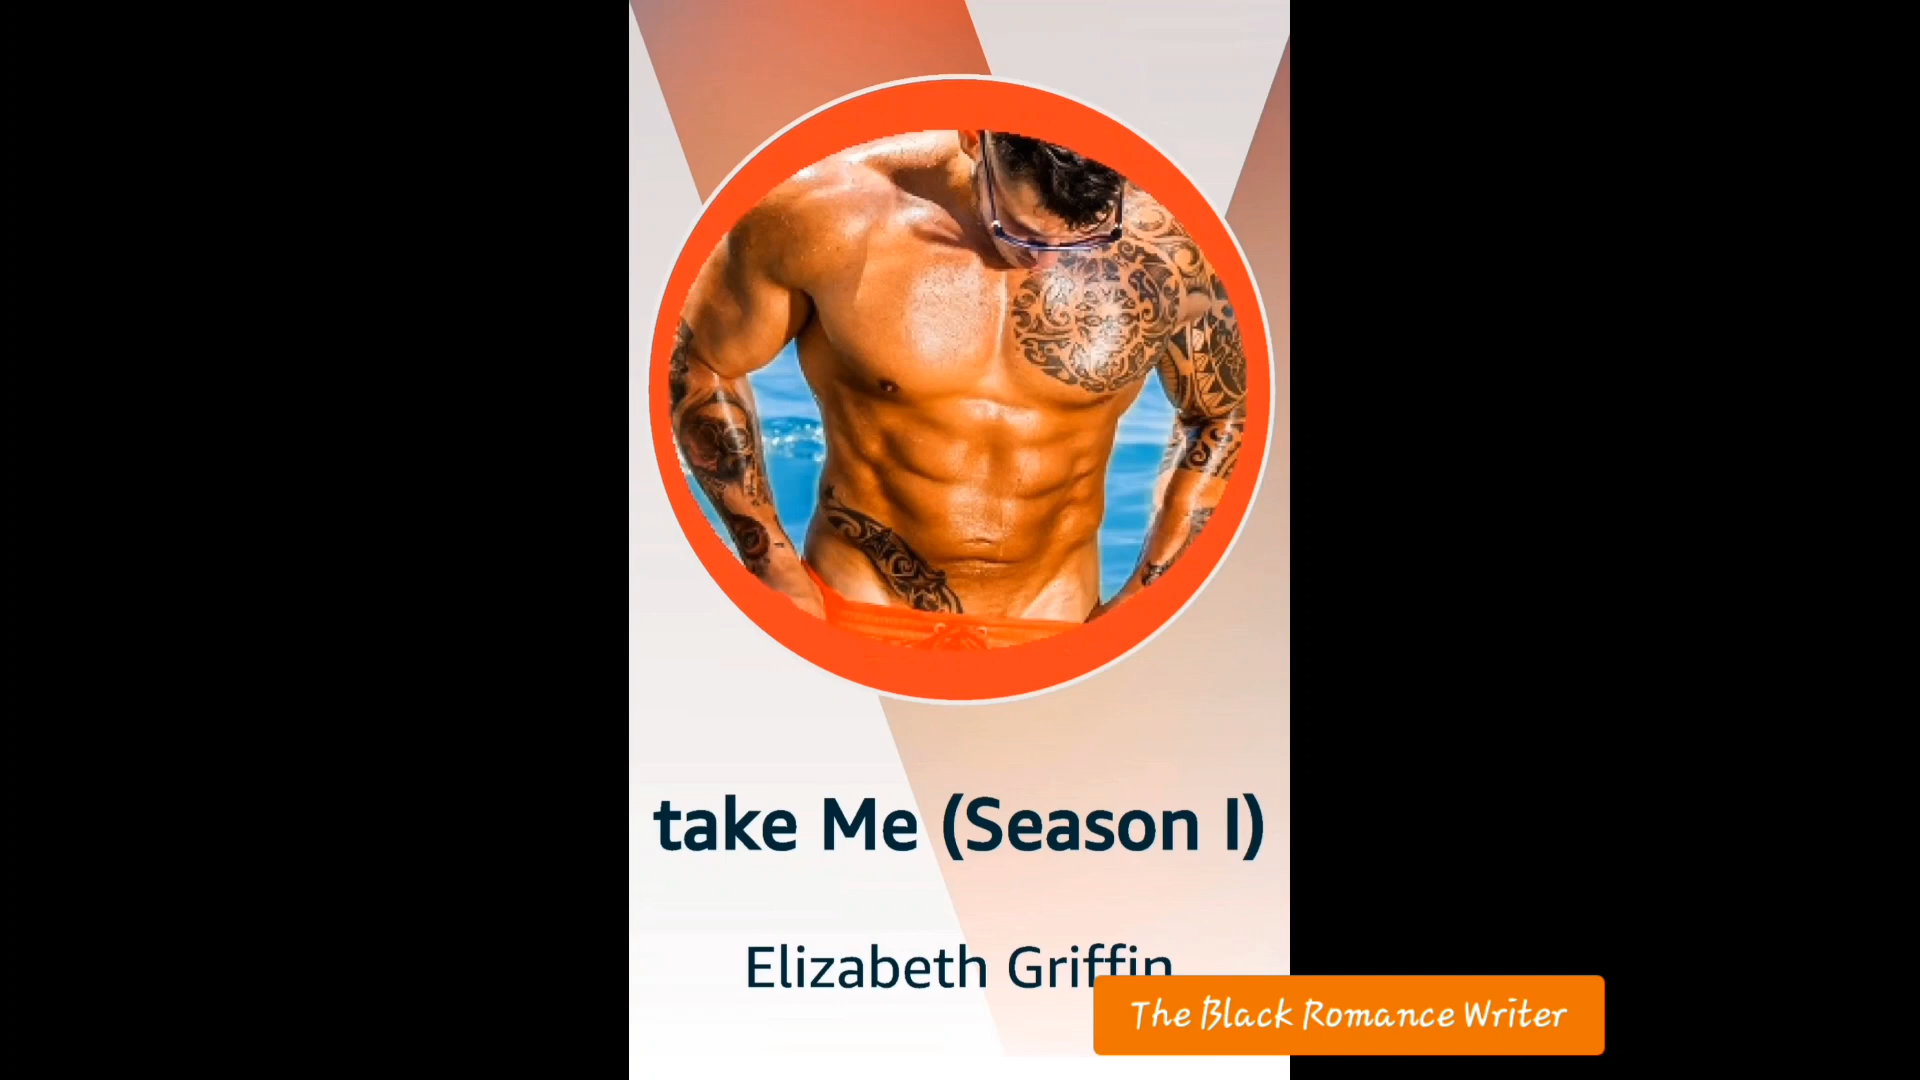 take Me (Season I)
Elizabeth Griffin
The Black Romance Writer